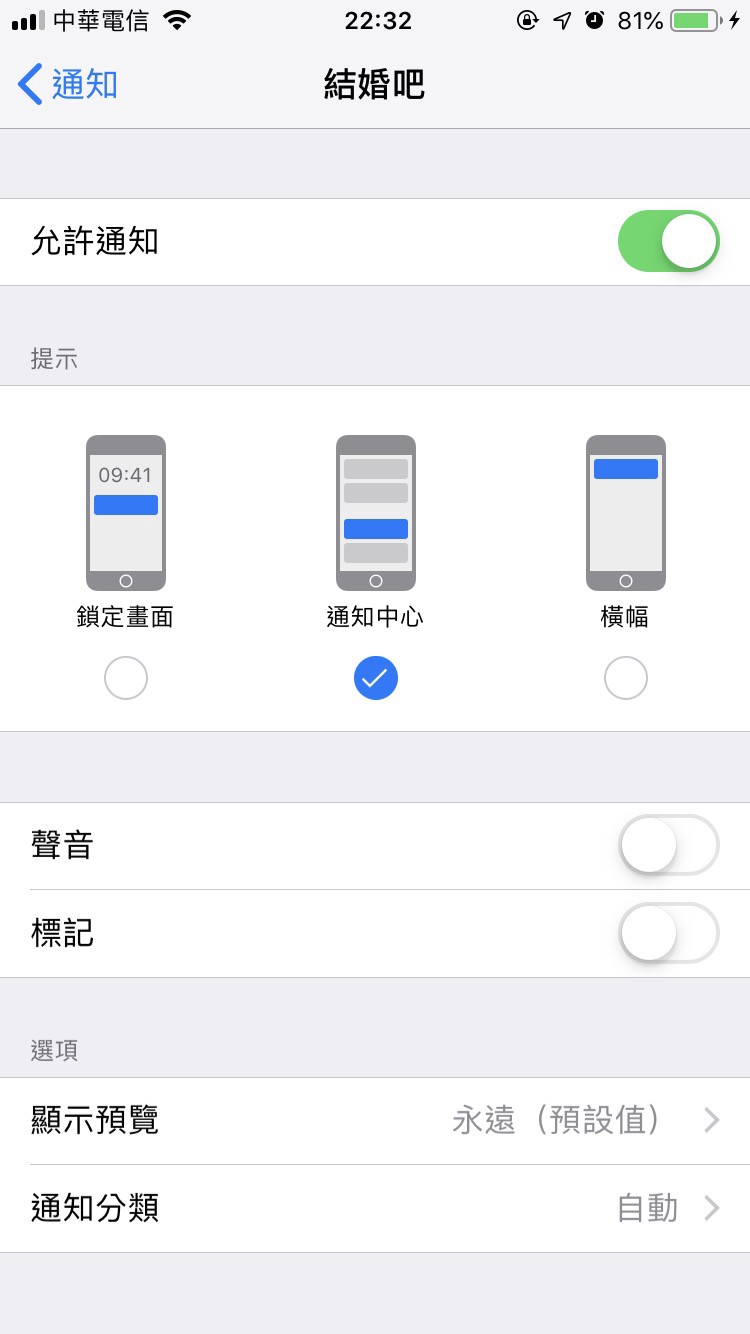 中華電信 22:32 81%
通知 結婚吧
允許通知
提示
09:41
鎖定畫面 通知中心 橫幅
聲音
標記
選項
顯示預覽 永遠（預設值）
通知分類 自動